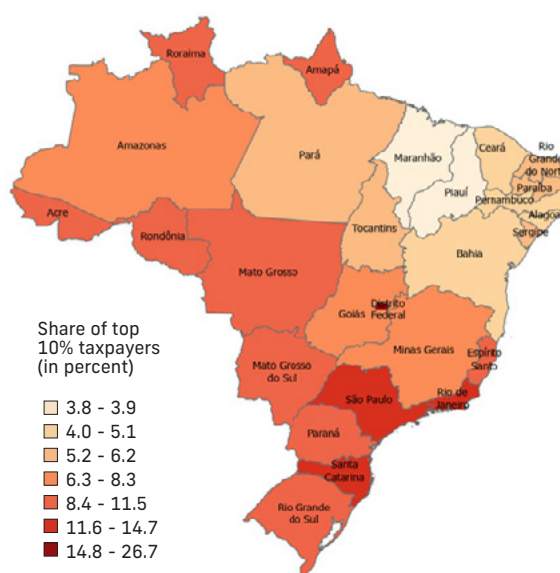 Roraima
Amapá
Amazonas
Pará
Maranhão
Ceará
Rio
Grande
do Nort
Paraíba
Piauí
Pernambuco
Alagoa
Sergipe
Acre
Rondônia
Tocantins
Bahia
Mato Grosso
Goiás
Distrito
Federal
Minas Gerais
Espírito
Santo
Mato Grosso
do Sul
São Paulo
Rio de
Janeiro
Paraná
Santa
Catarina
Rio Grande
do Sul
Share of top
10% taxpayers
(in percent)
3.8 - 3.9
4.0 - 5.1
5.2 - 6.2
6.3 - 8.3
8.4 - 11.5
11.6 - 14.7
14.8 - 26.7